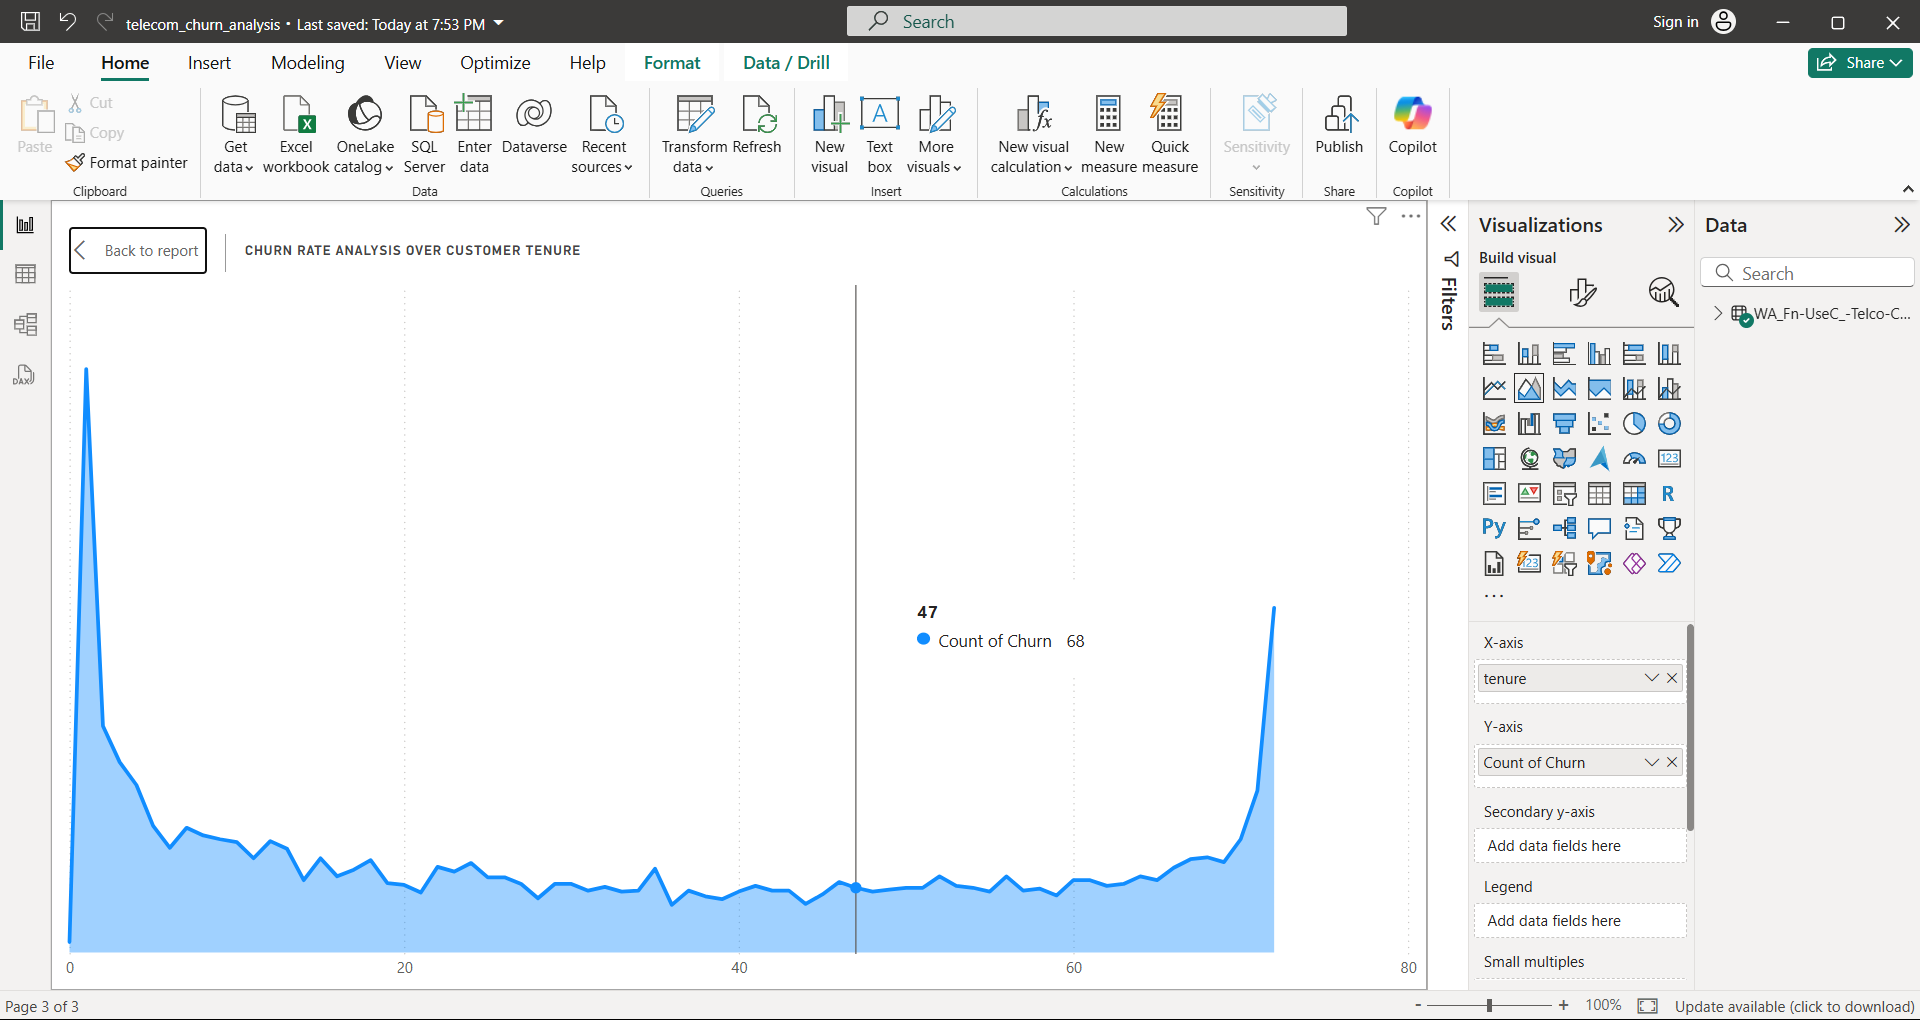 telecom_churn_analysis • Last saved: Today at 7:53 PM
Search
Sign in
File
Home
Insert
Modeling
View
Optimize
Help
Format
Data / Drill
Share
Paste
Cut
Copy
Format painter
Clipboard
Get data
Excel workbook
OneLake catalog
SQL Server
Enter data
Dataverse
Recent sources
Data
Transform data
Refresh
Queries
New visual
Text box
More visuals
Insert
New visual calculation
New measure
Quick measure
Calculations
Sensitivity
Sensitivity
Publish
Share
Copilot
Copilot
Back to report
CHURN RATE ANALYSIS OVER CUSTOMER TENURE
47
Count of Churn 68
0
20
40
60
80
Filters
Visualizations
Build visual
123
R
Py
123
...
X-axis
tenure
Y-axis
Count of Churn
Secondary y-axis
Add data fields here
Legend
Add data fields here
Small multiples
Data
Search
WA_Fn-UseC_-Telco-C...
DAX
Page 3 of 3
- + 100%
Update available (click to download)